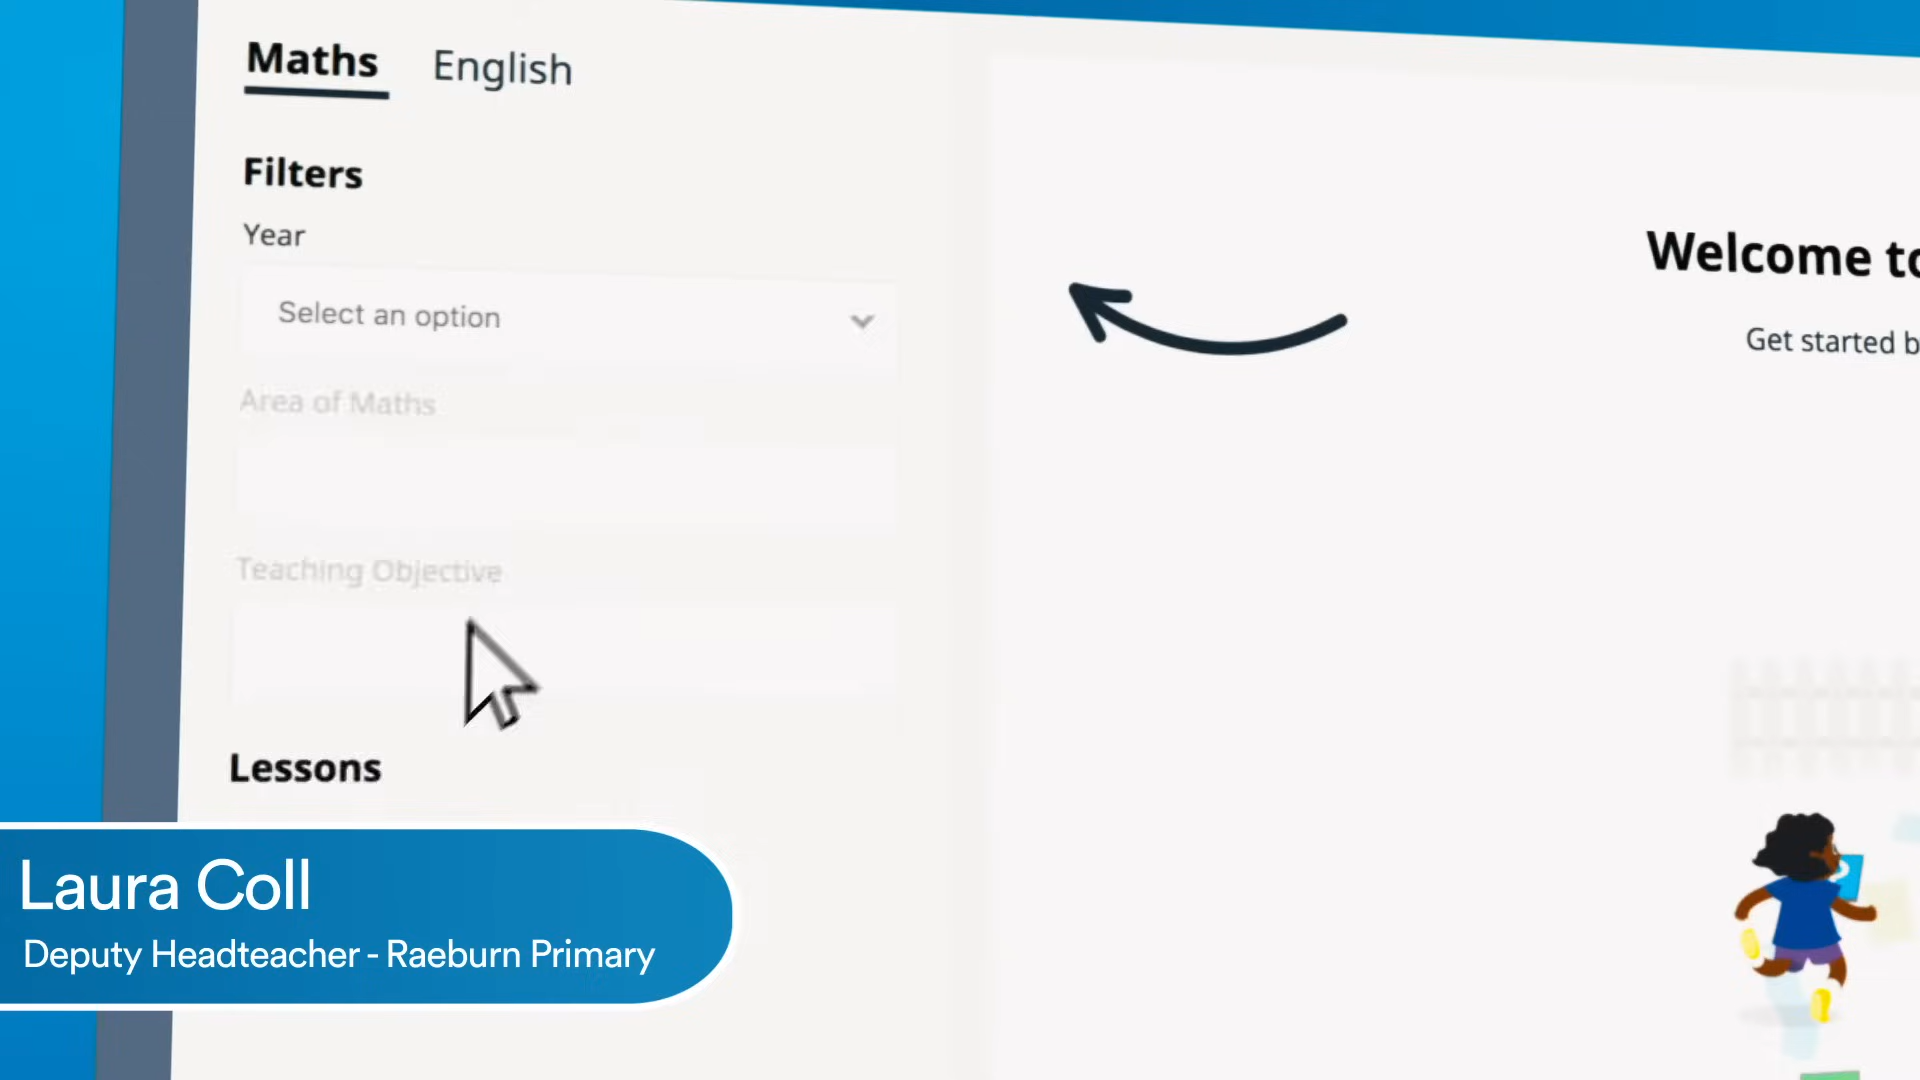 Maths English
Filters
Year
Select an option
Area of Maths
Teaching Objective
Lessons
Welcome to
Get started b
Laura Coll
Deputy Headteacher - Raeburn Primary